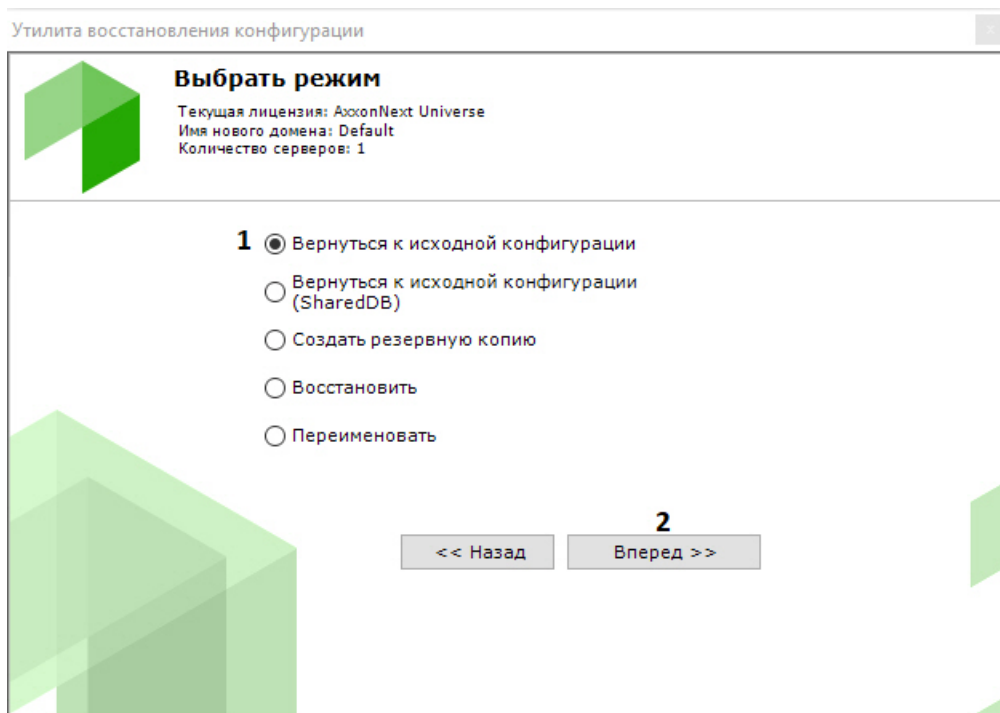 Утилита восстановления конфигурации
x
Выбрать режим
Текущая лицензия: AxxonNext Universe
Имя нового домена: Default
Количество серверов: 1
1 Вернуться к исходной конфигурации
Вернуться к исходной конфигурации
(SharedDB)
Создать резервную копию
Восстановить
Переименовать
2
<< Назад
Вперед >>